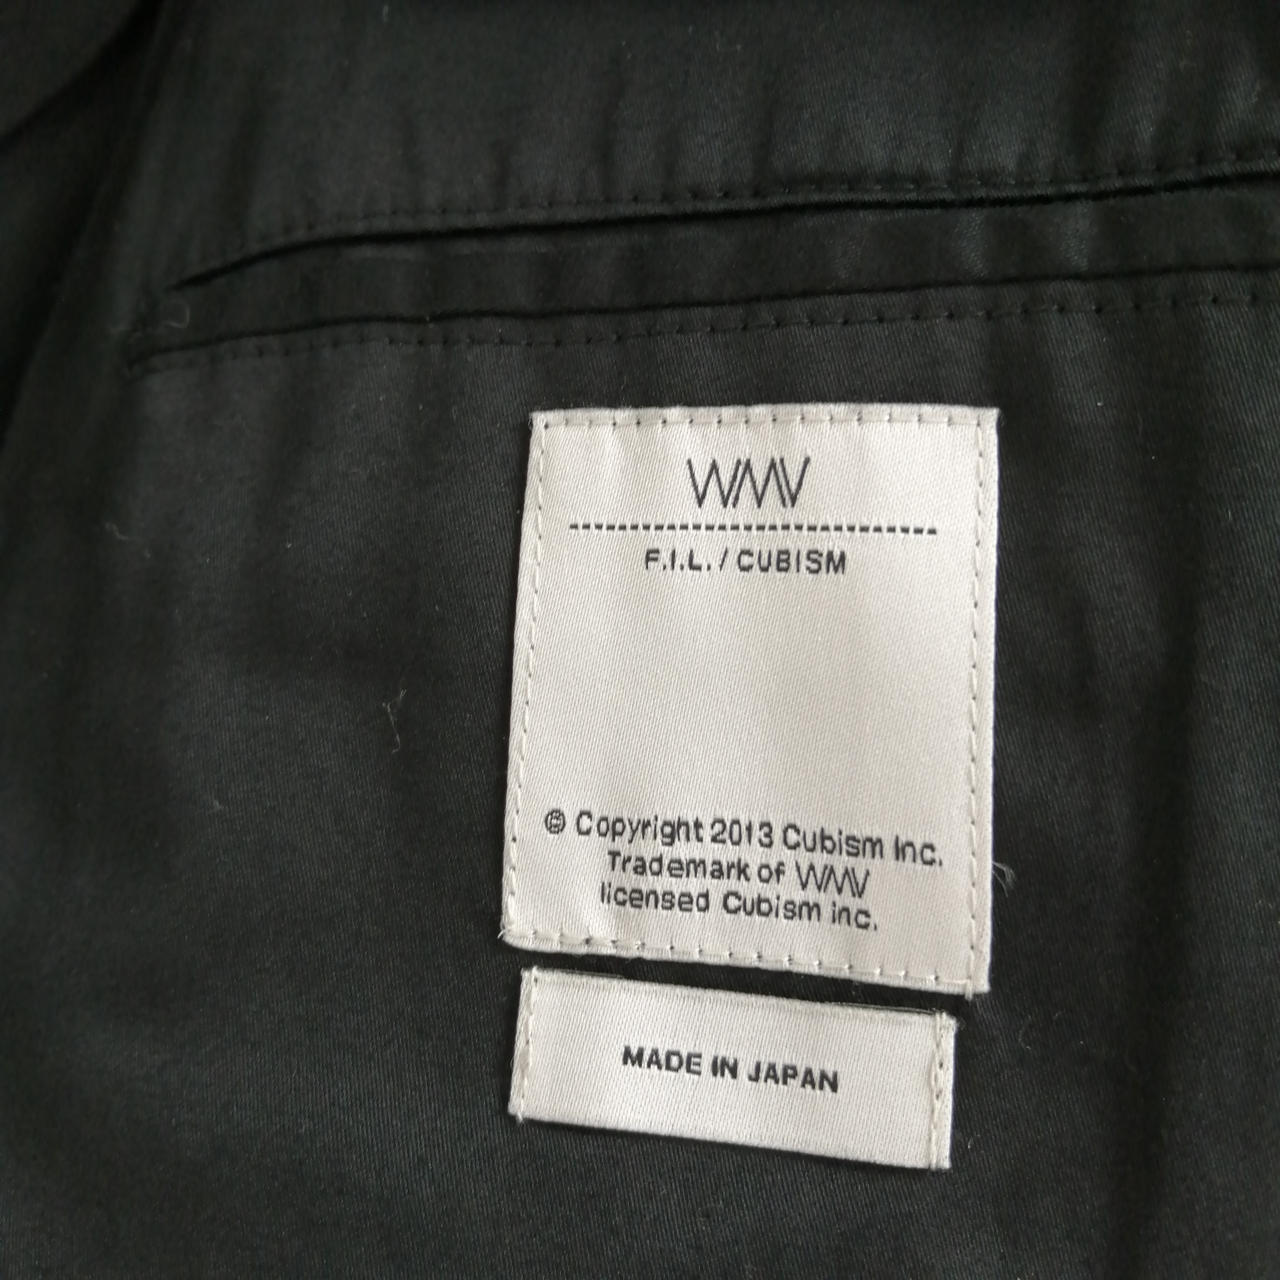 WMV
F.I.L. / CUBISM
© Copyright 2013 Cubism Inc.
Trademark of WMV
licensed Cubism inc.
MADE IN JAPAN